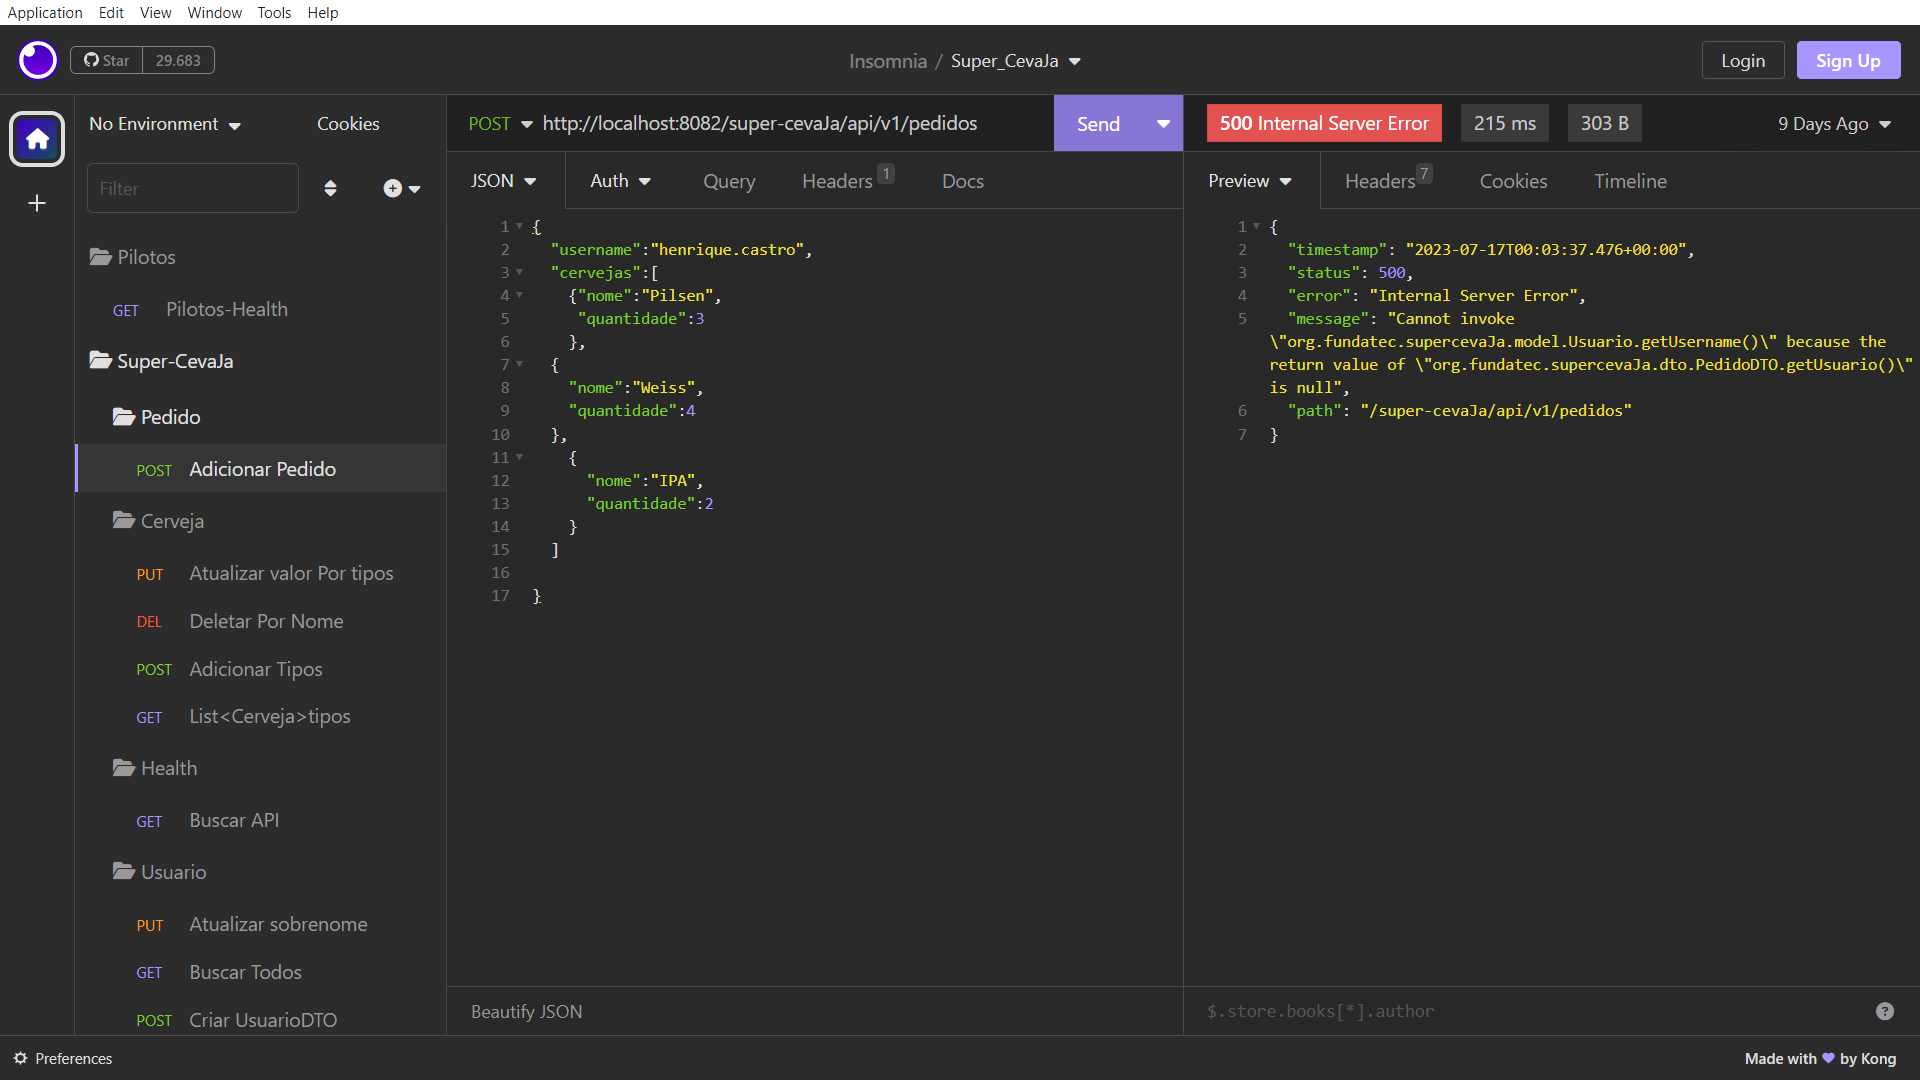 Application Edit View Window Tools Help
Star 29.683
Insomnia / Super_CevaJa
Login Sign Up
No Environment Cookies
Filter
Pilotos
GET Pilotos-Health
Super-CevaJa
Pedido
POST Adicionar Pedido
Cerveja
PUT Atualizar valor Por tipos
DEL Deletar Por Nome
POST Adicionar Tipos
GET List<Cerveja>tipos
Health
GET Buscar API
Usuario
PUT Atualizar sobrenome
GET Buscar Todos
POST Criar UsuarioDTO
POST http://localhost:8082/super-cevaJa/api/v1/pedidos Send
JSON Auth Query Headers 1 Docs
1 {
2 "username":"henrique.castro",
3 "cervejas":[
4 {"nome":"Pilsen",
5 "quantidade":3
6 },
7 {
8 "nome":"Weiss",
9 "quantidade":4
10 },
11 {
12 "nome":"IPA",
13 "quantidade":2
14 }
15 ]
16
17 }
Beautify JSON
500 Internal Server Error 215 ms 303 B 9 Days Ago
Preview Headers 7 Cookies Timeline
1 {
2 "timestamp": "2023-07-17T00:03:37.476+00:00",
3 "status": 500,
4 "error": "Internal Server Error",
5 "message": "Cannot invoke
\"org.fundatec.supercevaJa.model.Usuario.getUsername()\" because the
return value of \"org.fundatec.supercevaJa.dto.PedidoDTO.getUsuario()\"
is null",
6 "path": "/super-cevaJa/api/v1/pedidos"
7 }
$.store.books[*].author ?
Preferences
Made with by Kong